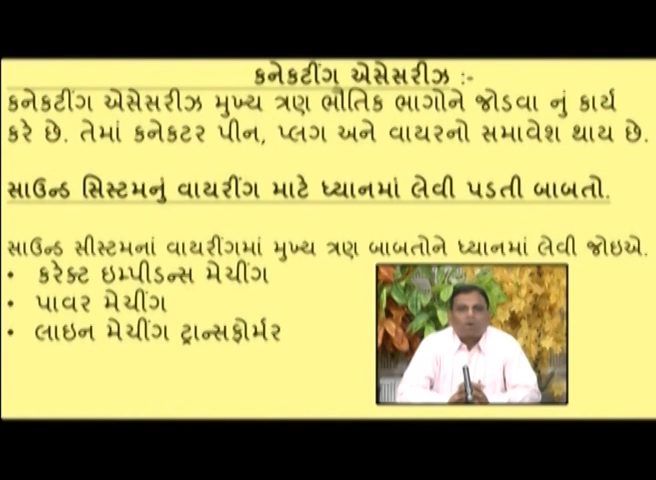 કનેકટીંગ એસેસરીઝ :-
કનેકટીંગ એસેસરીઝ મુખ્ય ત્રણ ભૌતિક ભાગોને જોડવા નું કાર્ય
કરે છે. તેમાં કનેકટર પીન, પ્લગ અને વાયરનો સમાવેશ થાય છે.
સાઉન્ડ સિસ્ટમનું વાયરીંગ માટે ધ્યાનમાં લેવી પડતી બાબતો.
સાઉન્ડ સીસ્ટમનાં વાયરીંગમાં મુખ્ય ત્રણ બાબતોને ધ્યાનમાં લેવી જોઇએ.
• કરેક્ટ ઇમ્પીડન્સ મેચીંગ
• પાવર મેચીંગ
• લાઇન મેચીંગ ટ્રાન્સફોર્મર